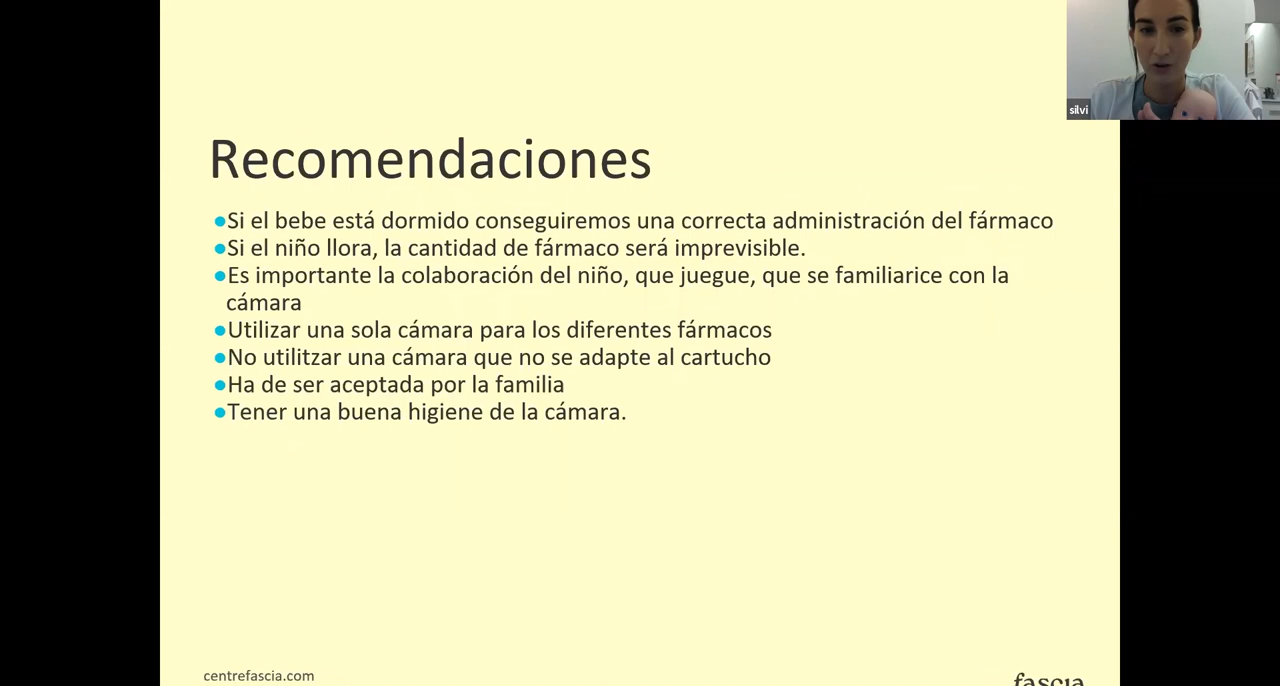 silvi
Recomendaciones
●Si el bebe está dormido conseguiremos una correcta administración del fármaco
●Si el niño llora, la cantidad de fármaco será imprevisible.
●Es importante la colaboración del niño, que juegue, que se familiarice con la
cámara
●Utilizar una sola cámara para los diferentes fármacos
●No utilitzar una cámara que no se adapte al cartucho
●Ha de ser aceptada por la familia
●Tener una buena higiene de la cámara.
centrefascia.com
fascia